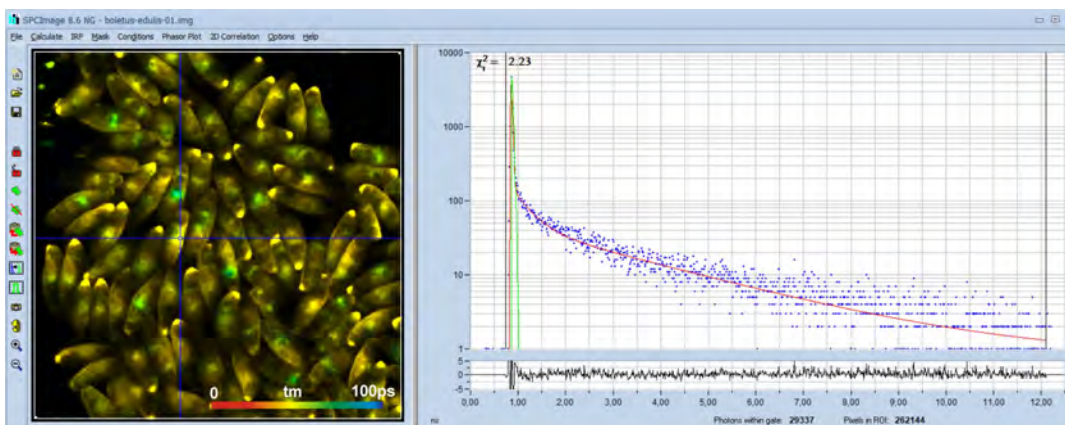 SPCImage 8.6 NG - boletus-edulis-01.img
File Calculate IRF Mask Conditions Phasor Plot 2D Correlation Options Help
χ²r = 2.23
10000
1000
100
10
1
0 tm 100ps
5
0
-5
0,00 1,00 2,00 3,00 4,00 5,00 6,00 7,00 8,00 9,00 10,00 11,00 12,00
ns Photons within gate: 29337 Pixels in ROI: 262144